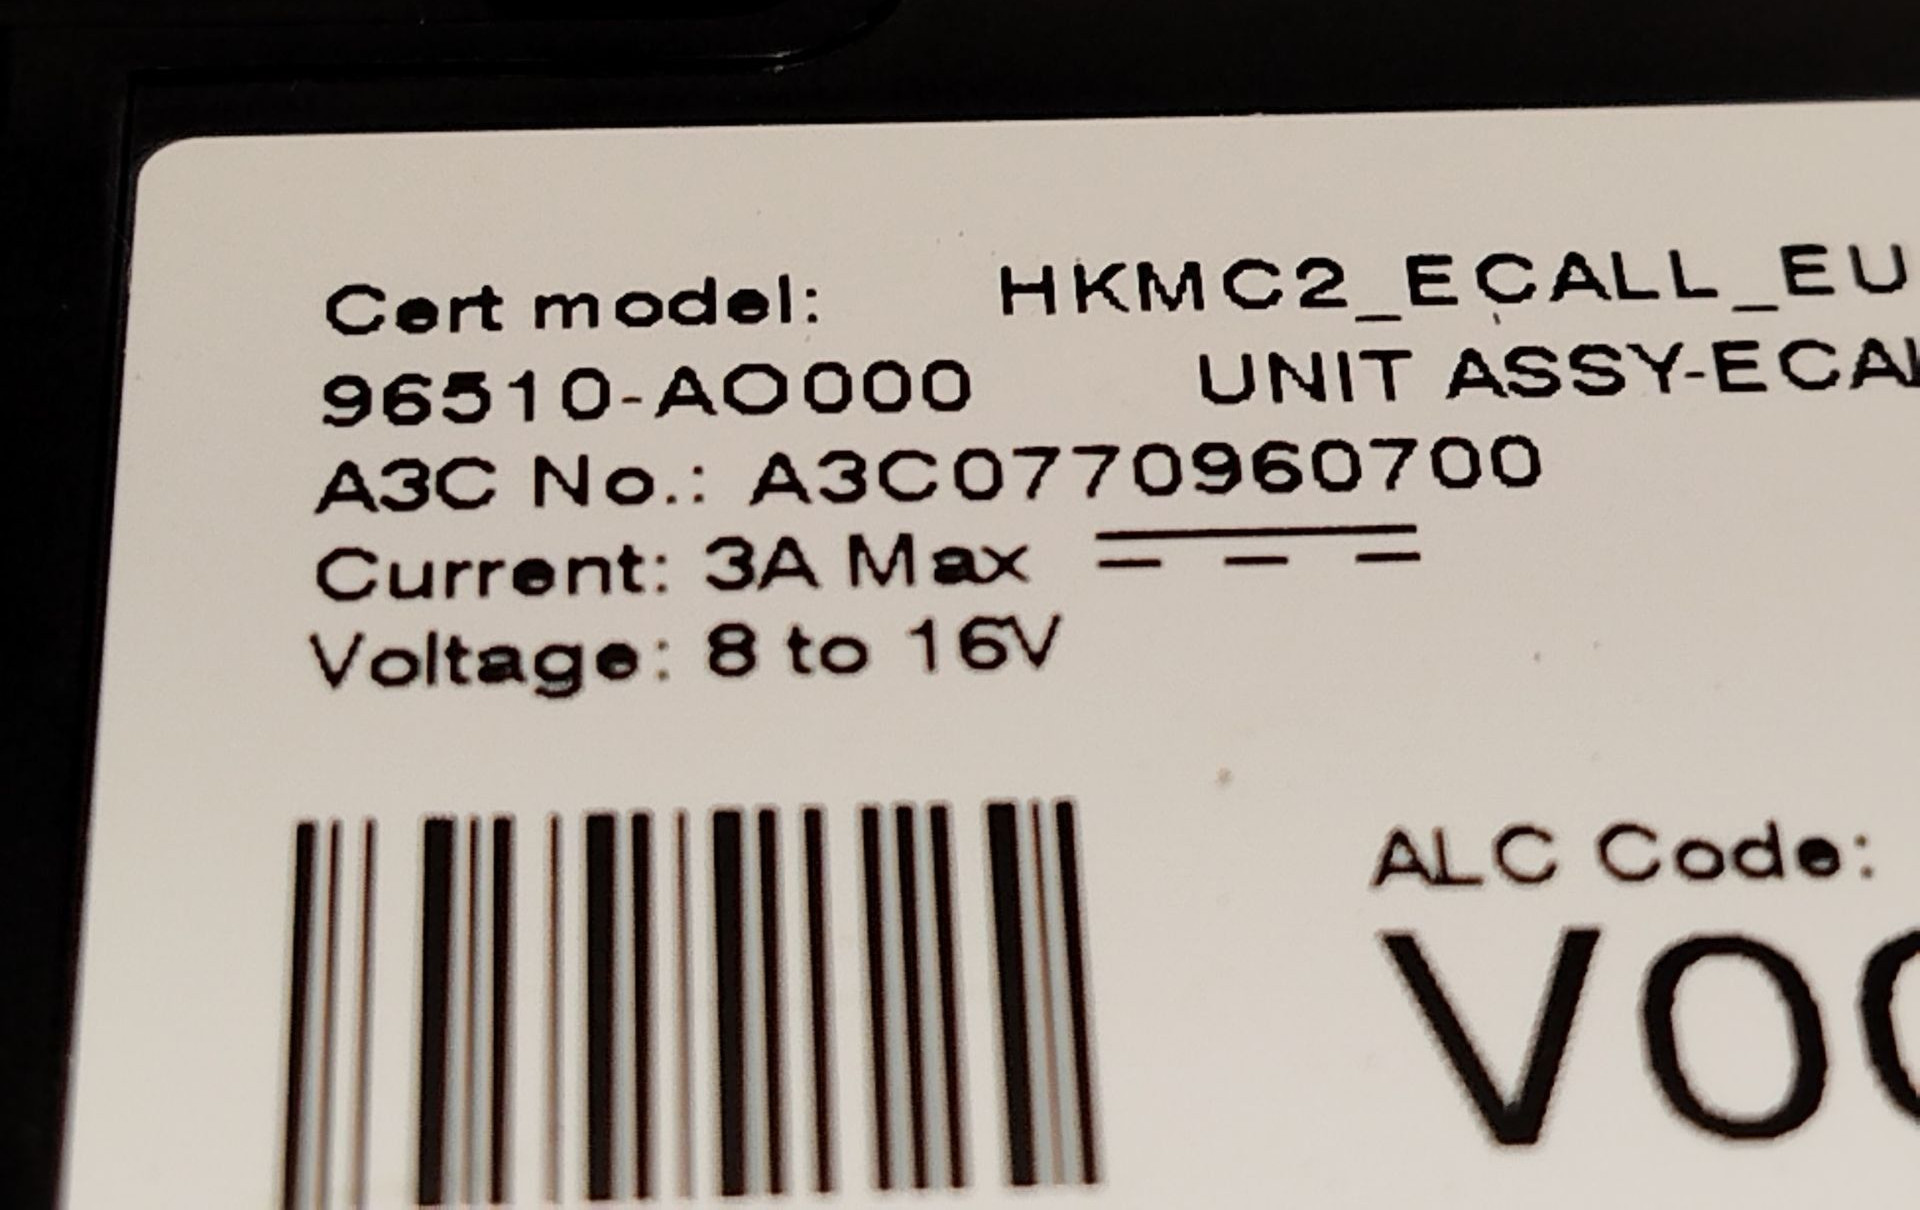 Cert model: HKMC2_ECALL_EU
96510-AO000 UNIT ASSY-ECAL
A3C No.: A3C0770960700
Current: 3A Max
Voltage: 8 to 16V
ALC Code:
VO